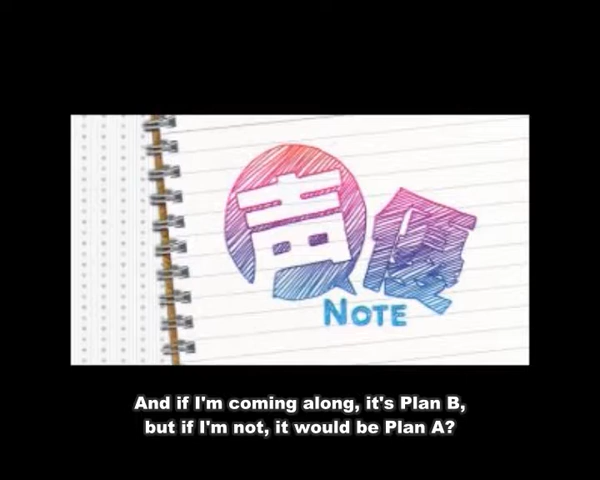 声優
NOTE
And if I'm coming along, it's Plan B,
but if I'm not, it would be Plan A?